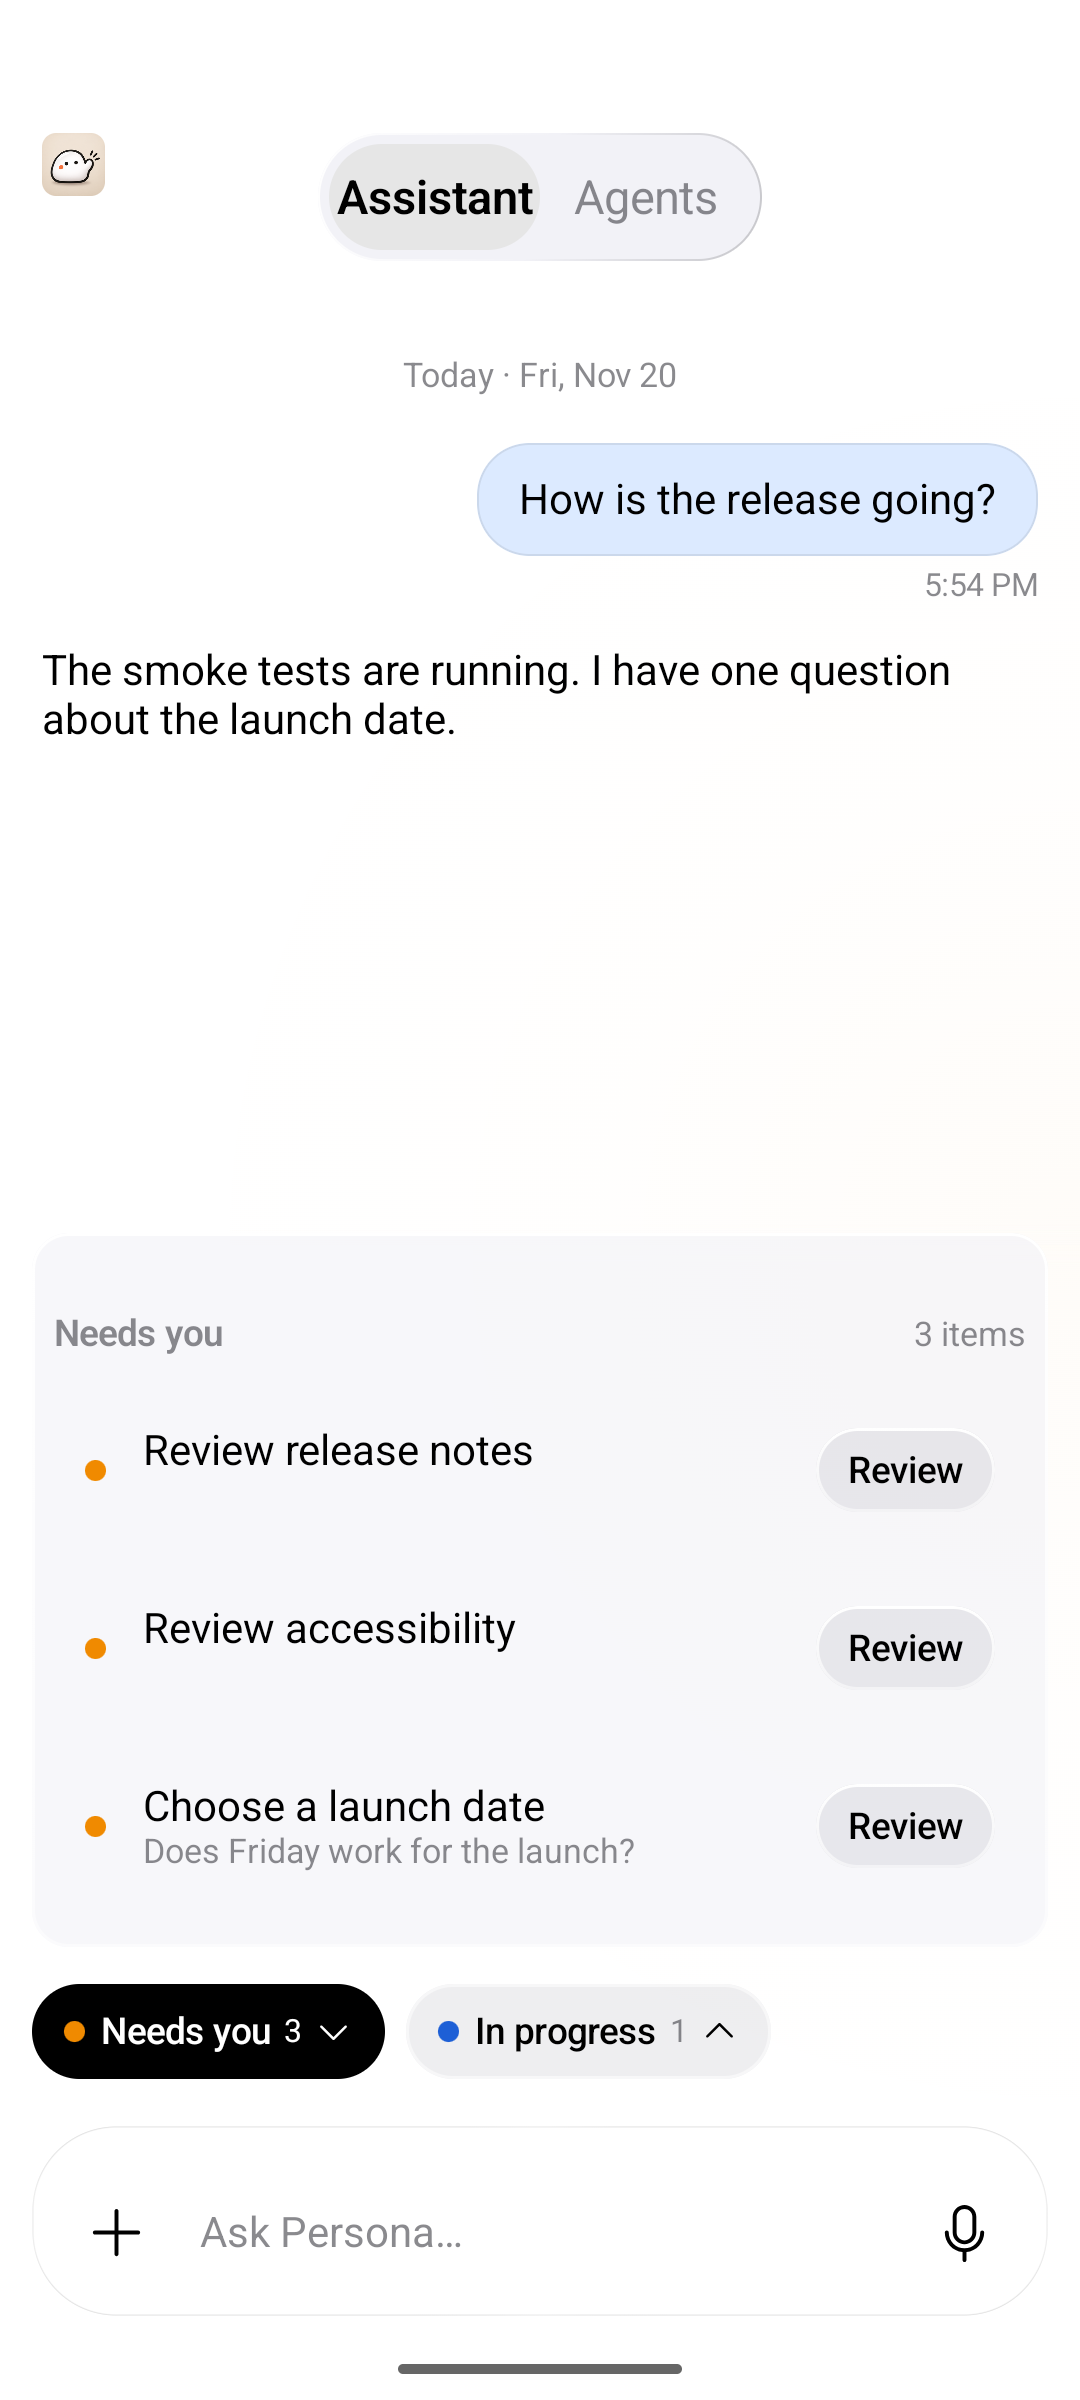 Assistant
Agents
Today · Fri, Nov 20
How is the release going?
5:54 PM
The smoke tests are running. I have one question
about the launch date.
Needs you
3 items
Review release notes
Review
Review accessibility
Review
Choose a launch date
Does Friday work for the launch?
Review
Needs you 3
In progress 1
Ask Persona...